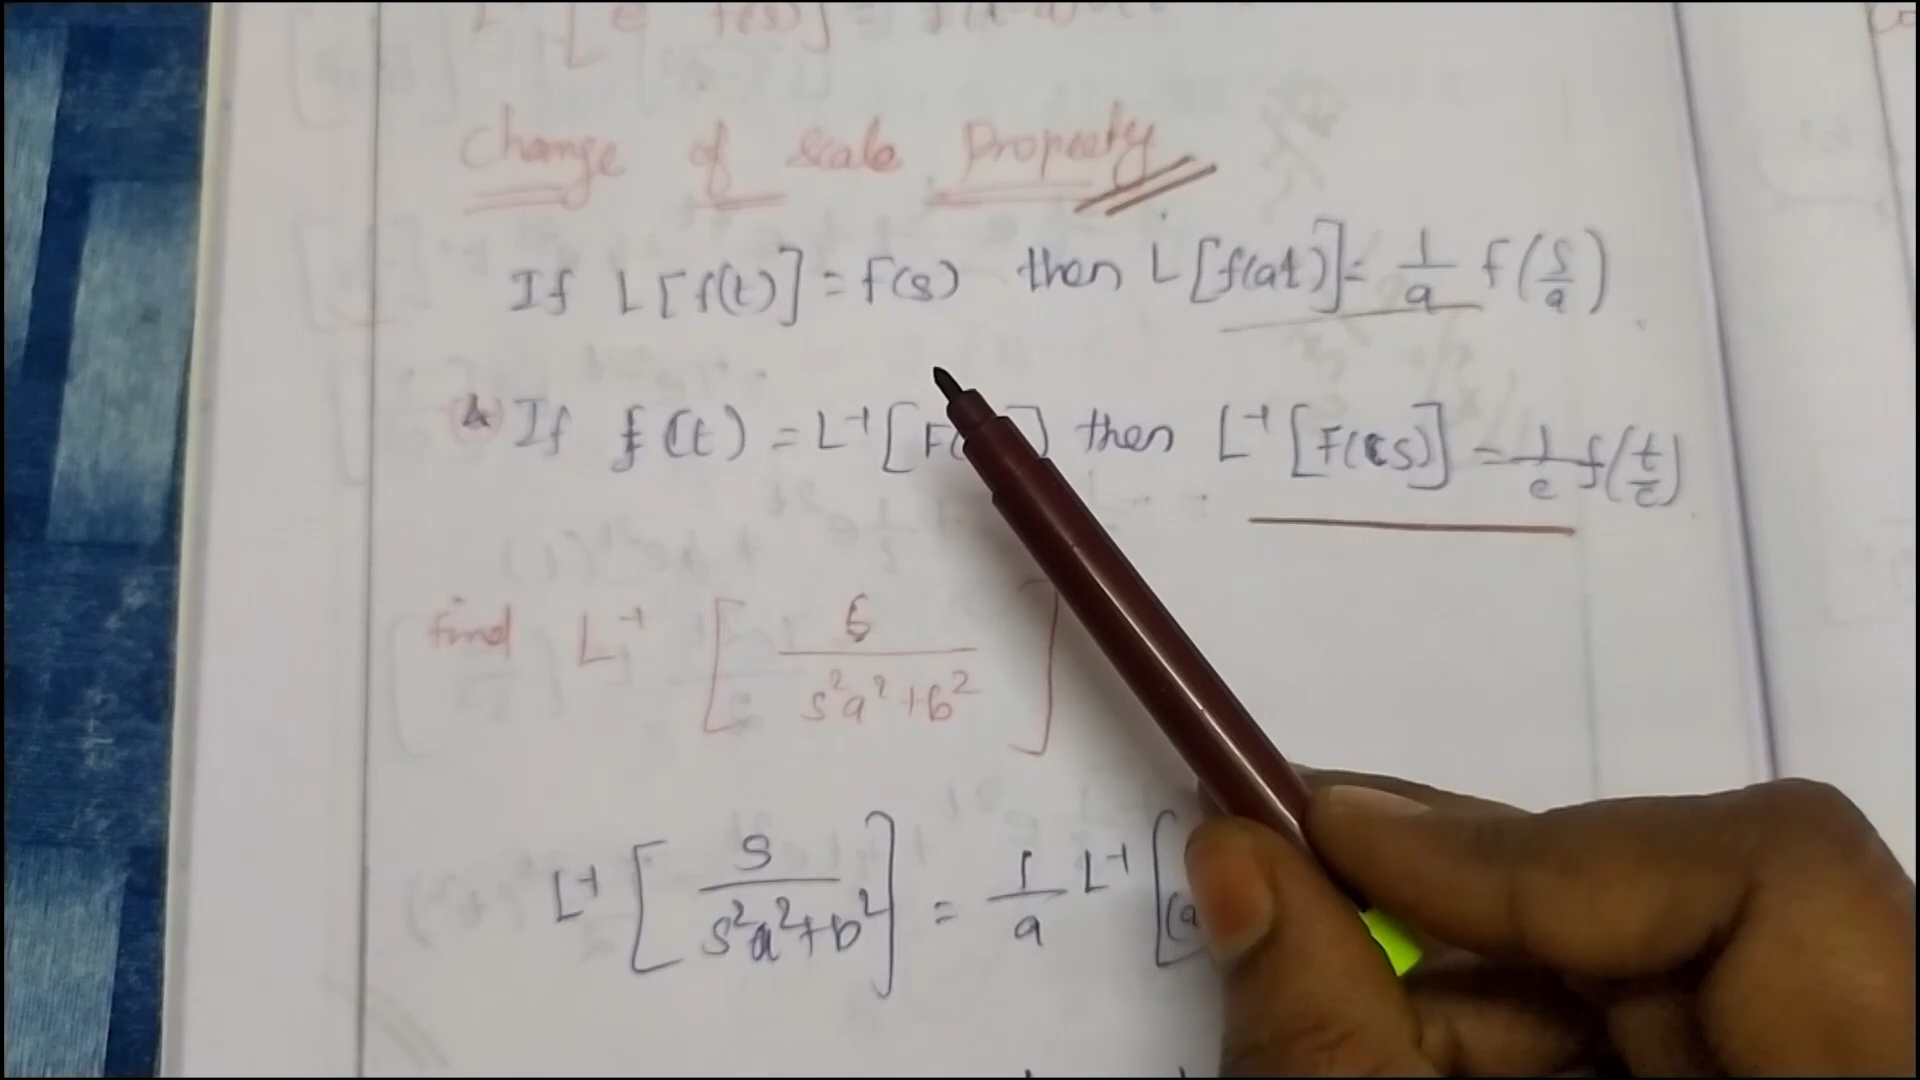 Change of scale Property
If L[f(t)] = F(s) then L[f(at)] = 1/a F(s/a)
If f(t) = L⁻¹[F( ] then L⁻¹[F(cs)] = 1/c f(t/c)
find L⁻¹ [s / s²a²+b²]
L⁻¹ [s / s²a²+b²] = 1/a L⁻¹ [